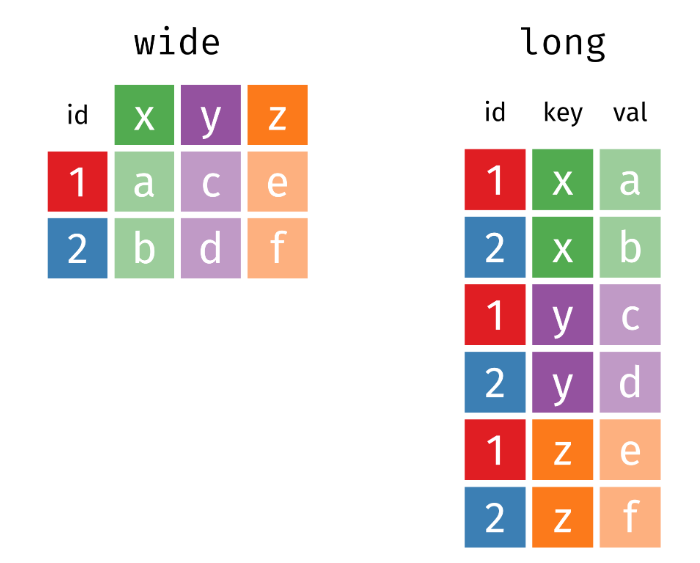 wide
id x y z
1 a c e
2 b d f
long
id key val
1 x a
2 x b
1 y c
2 y d
1 z e
2 z f